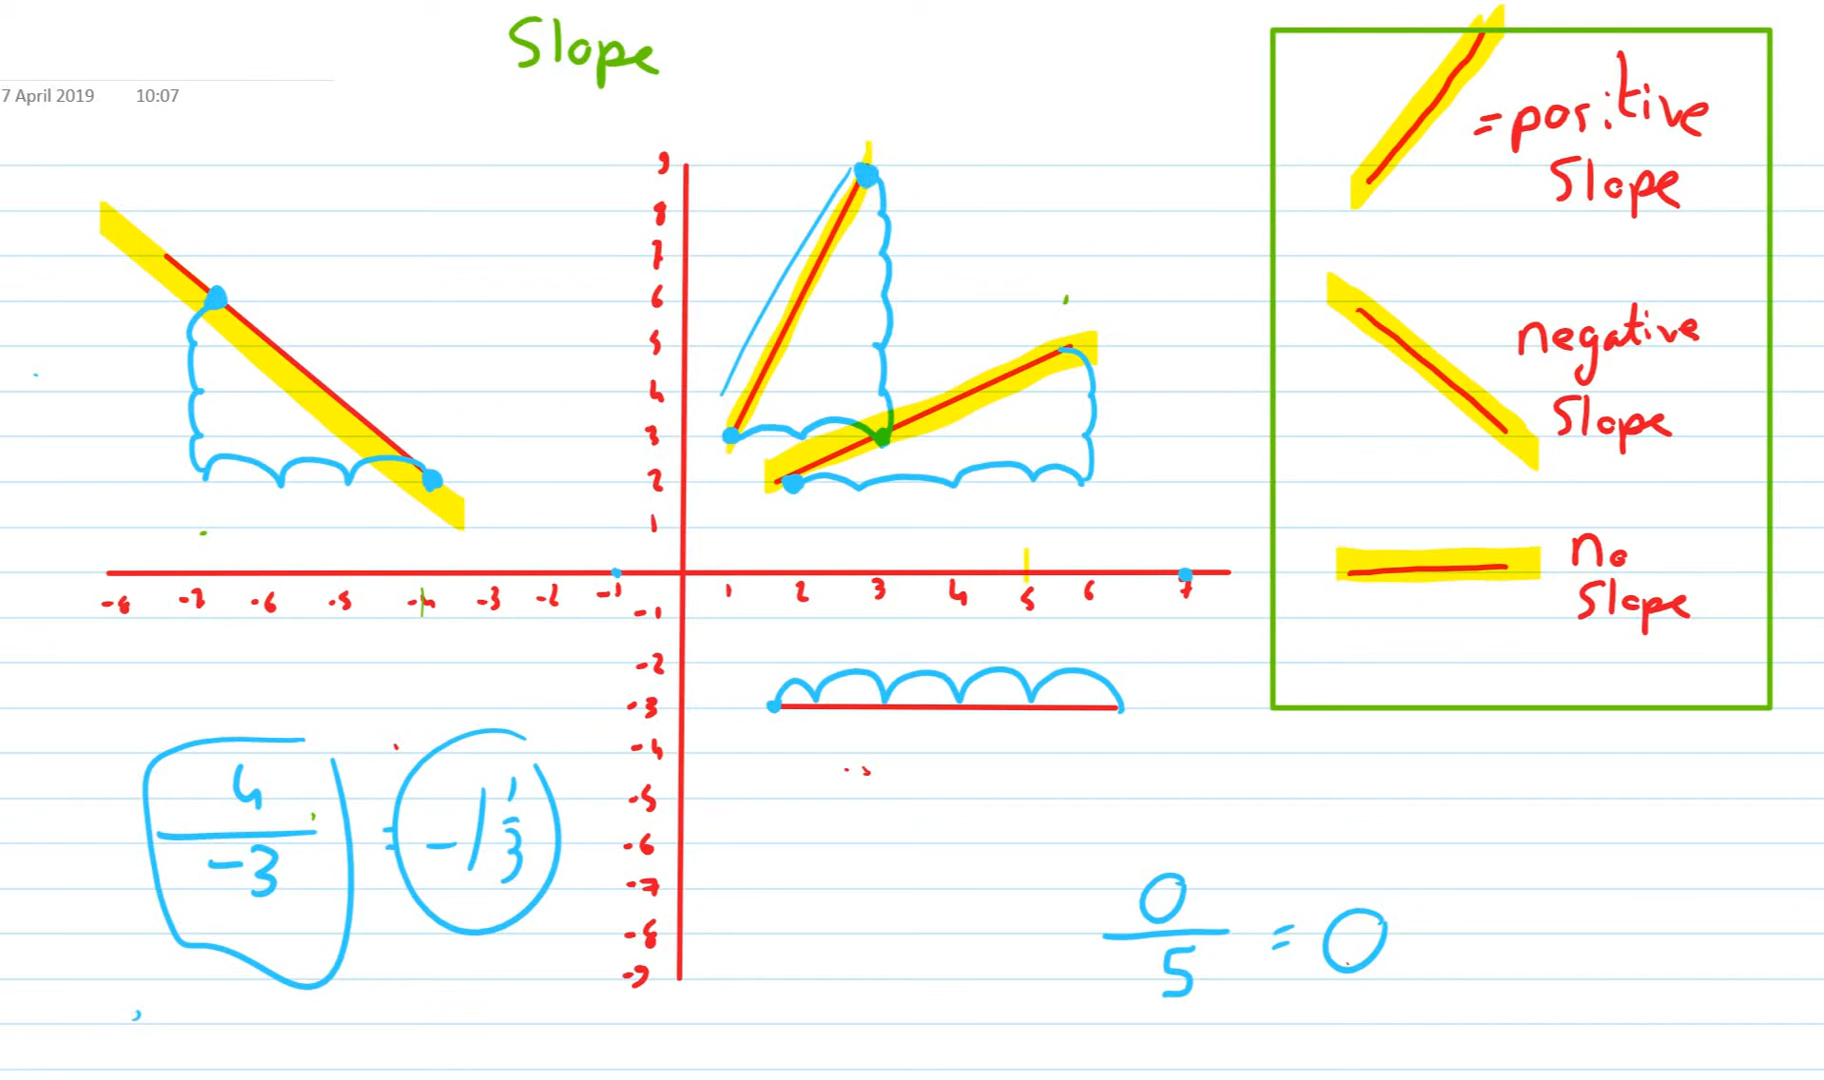 Slope
7 April 2019 10:07
= positive
Slope
negative
Slope
no
Slope
9
8
7
6
5
4
3
2
1
-8 -7 -6 -5 -4 -3 -2 -1 1 2 3 4 5 6 7
-1
-2
-3
-4
-5
-6
-7
-8
-9
4
-3
= -1 1/3
0
5
= 0